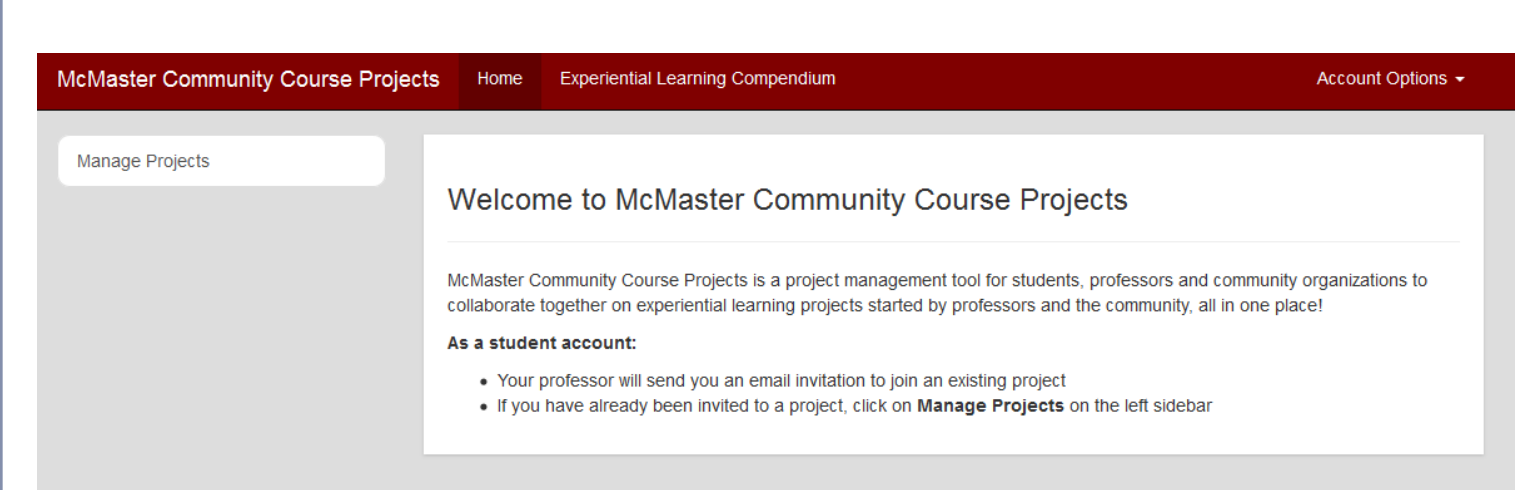 McMaster Community Course Projects Home Experiential Learning Compendium Account Options
Manage Projects
Welcome to McMaster Community Course Projects
McMaster Community Course Projects is a project management tool for students, professors and community organizations to
collaborate together on experiential learning projects started by professors and the community, all in one place!
As a student account:
• Your professor will send you an email invitation to join an existing project
• If you have already been invited to a project, click on Manage Projects on the left sidebar